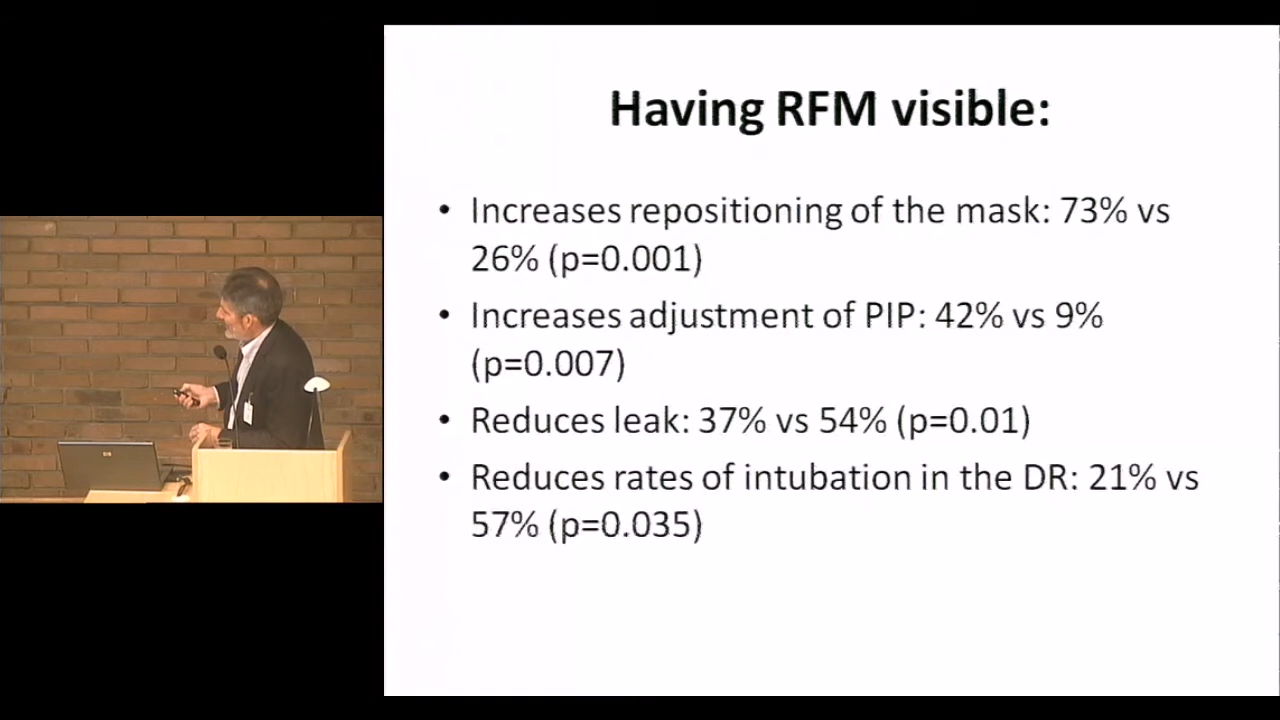 Having RFM visible:
• Increases repositioning of the mask: 73% vs
26% (p=0.001)
• Increases adjustment of PIP: 42% vs 9%
(p=0.007)
• Reduces leak: 37% vs 54% (p=0.01)
• Reduces rates of intubation in the DR: 21% vs
57% (p=0.035)